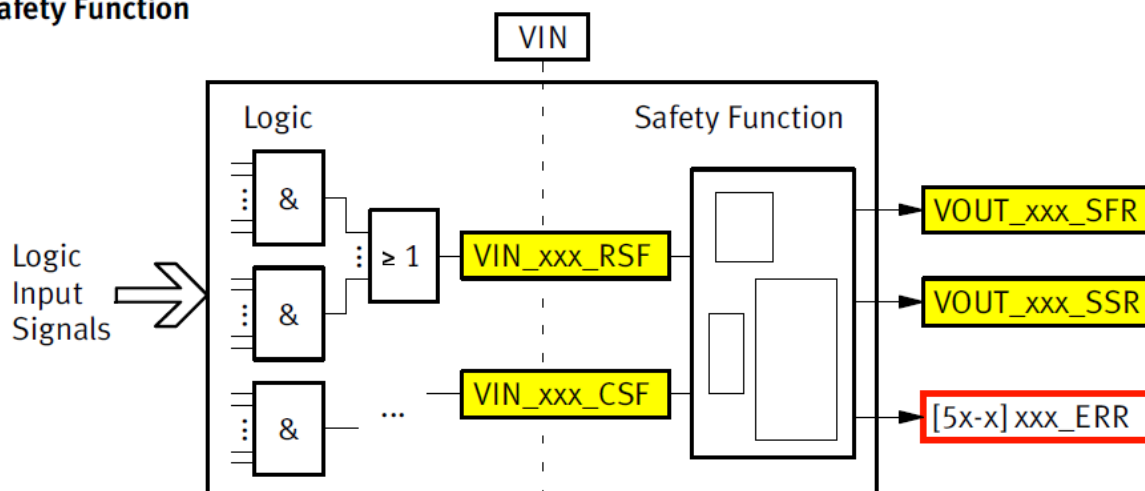 afety Function
VIN
Logic
Safety Function
&
≥ 1
&
&
...
Logic
Input
Signals
VIN_xxx_RSF
VIN_xxx_CSF
VOUT_xxx_SFR
VOUT_xxx_SSR
[5x-x] xxx_ERR